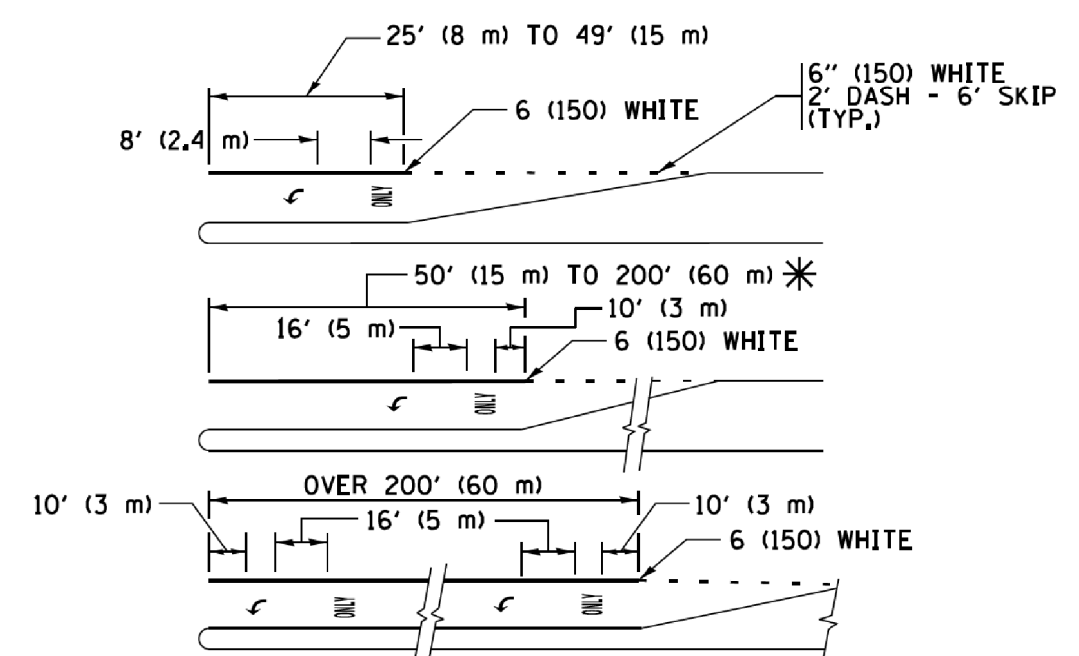 25' (8 m) TO 49' (15 m)
6" (150) WHITE
2' DASH - 6' SKIP
(TYP.)
6 (150) WHITE
8' (2.4 m)
ONLY
50' (15 m) TO 200' (60 m) *
10' (3 m)
16' (5 m)
6 (150) WHITE
ONLY
OVER 200' (60 m)
10' (3 m)
16' (5 m)
10' (3 m)
6 (150) WHITE
ONLY
ONLY